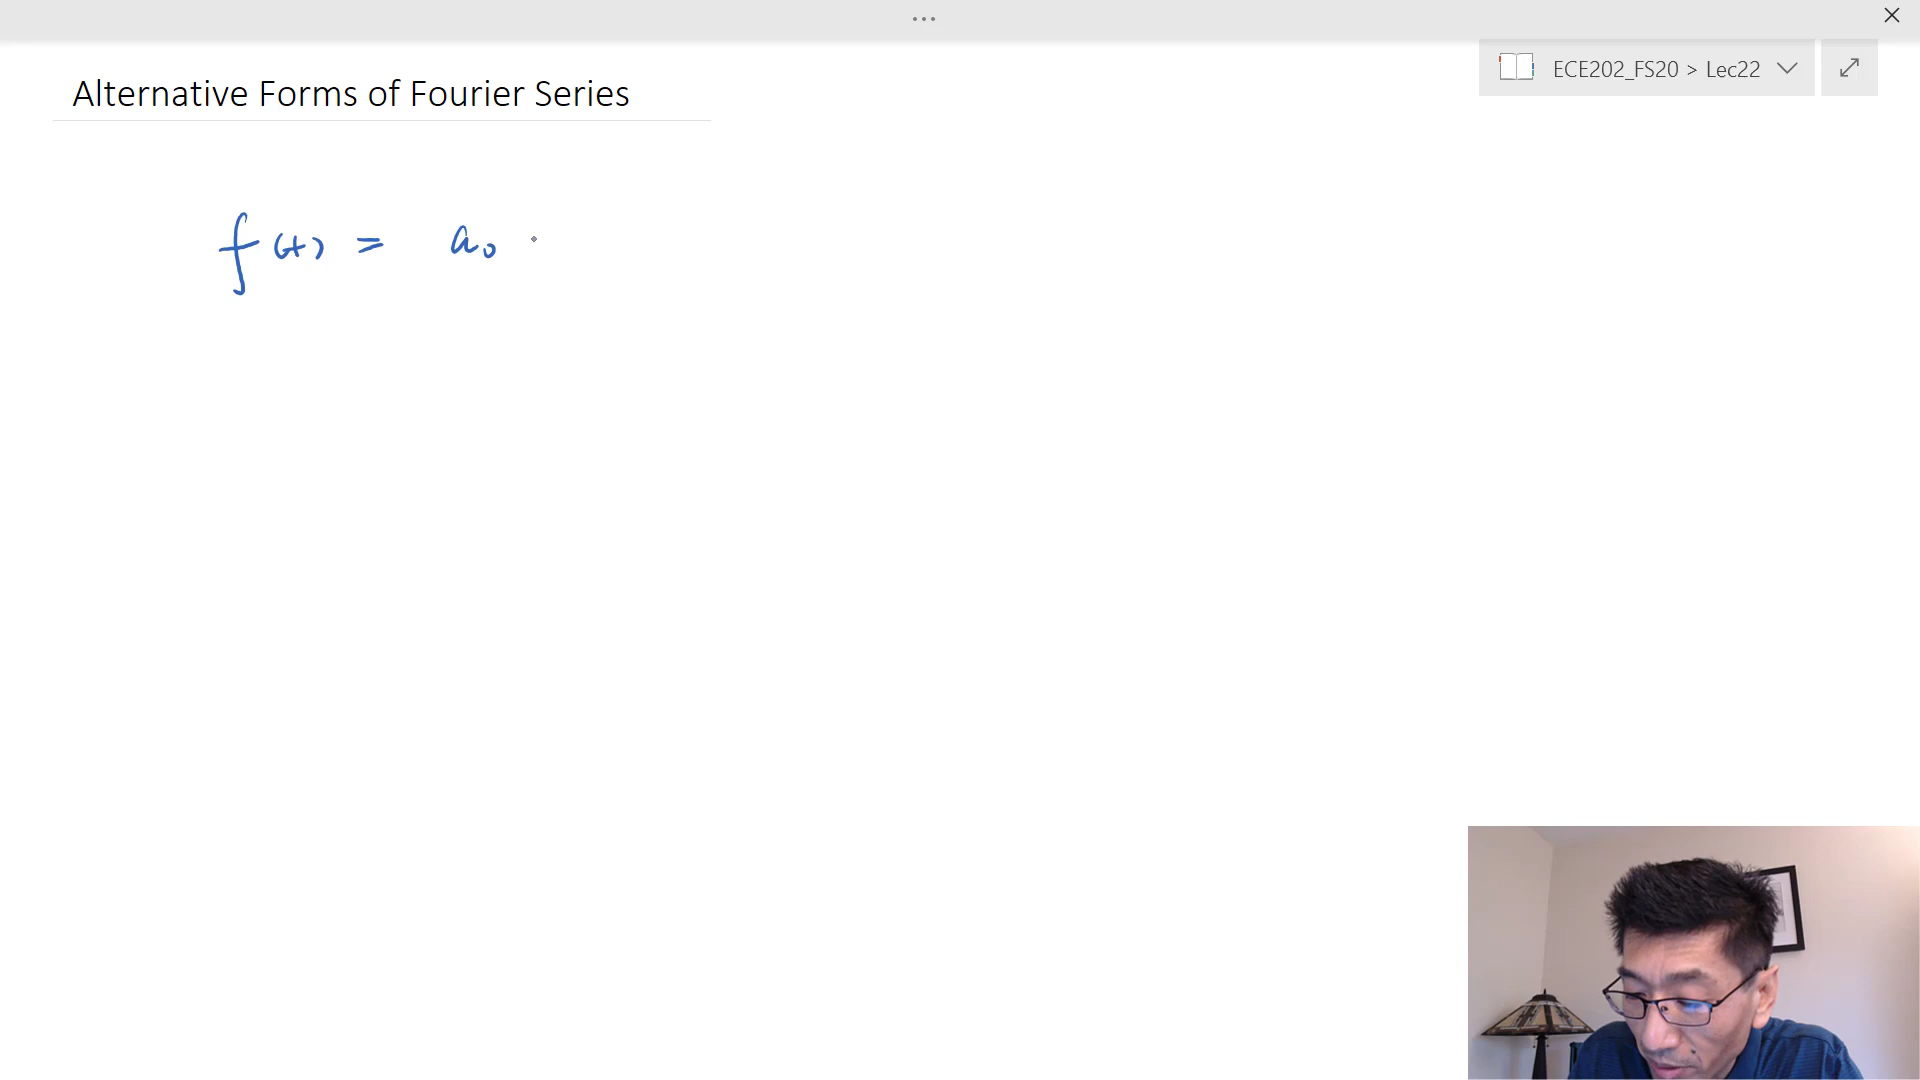 ECE202_FS20 > Lec22
Alternative Forms of Fourier Series
f(t) = a₀